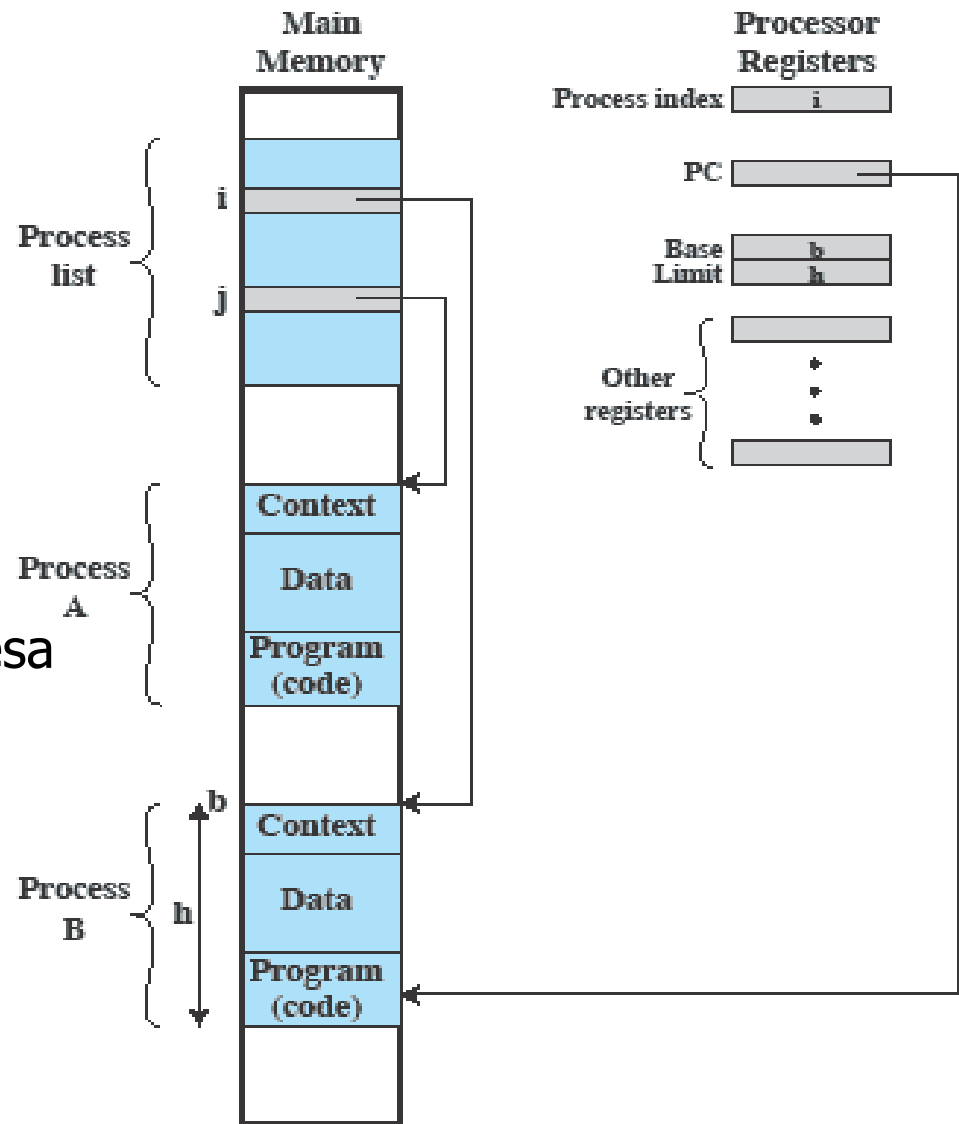 Main
Memory
Processor
Registers
Process index
i
PC
Base
b
Limit
h
Other
registers
Process
list
i
j
Process
A
Context
Data
Program
(code)
esa
Process
B
b
h
Context
Data
Program
(code)